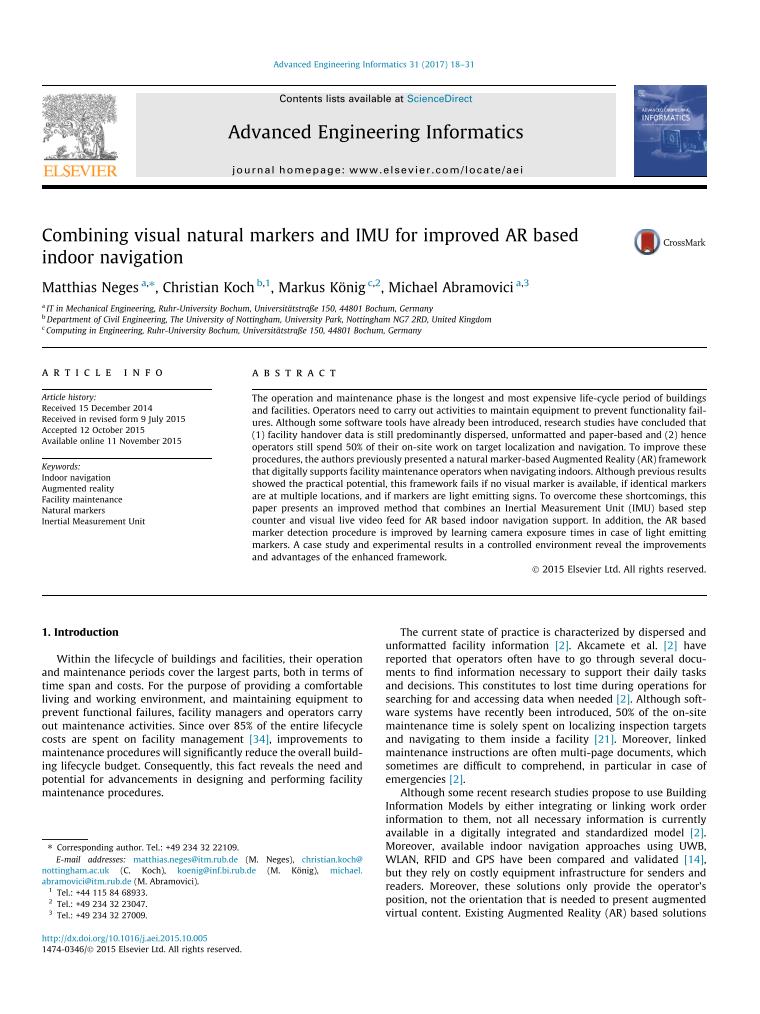 Advanced Engineering Informatics 31 (2017) 18–31
ELSEVIER
Contents lists available at ScienceDirect
Advanced Engineering Informatics
journal homepage: www.elsevier.com/locate/aei
ADVANCED ENGINEERING
INFORMATICS
Combining visual natural markers and IMU for improved AR based
indoor navigation
CrossMark
Matthias Neges a,*, Christian Koch b,1, Markus König c,2, Michael Abramovici a,3
a IT in Mechanical Engineering, Ruhr-University Bochum, Universitätstraße 150, 44801 Bochum, Germany
b Department of Civil Engineering, The University of Nottingham, University Park, Nottingham NG7 2RD, United Kingdom
c Computing in Engineering, Ruhr-University Bochum, Universitätstraße 150, 44801 Bochum, Germany
ARTICLE INFO
Article history:
Received 15 December 2014
Received in revised form 9 July 2015
Accepted 12 October 2015
Available online 11 November 2015
Keywords:
Indoor navigation
Augmented reality
Facility maintenance
Natural markers
Inertial Measurement Unit
ABSTRACT
The operation and maintenance phase is the longest and most expensive life-cycle period of buildings
and facilities. Operators need to carry out activities to maintain equipment to prevent functionality fail-
ures. Although some software tools have already been introduced, research studies have concluded that
(1) facility handover data is still predominantly dispersed, unformatted and paper-based and (2) hence
operators still spend 50% of their on-site work on target localization and navigation. To improve these
procedures, the authors previously presented a natural marker-based Augmented Reality (AR) framework
that digitally supports facility maintenance operators when navigating indoors. Although previous results
showed the practical potential, this framework fails if no visual marker is available, if identical markers
are at multiple locations, and if markers are light emitting signs. To overcome these shortcomings, this
paper presents an improved method that combines an Inertial Measurement Unit (IMU) based step
counter and visual live video feed for AR based indoor navigation support. In addition, the AR based
marker detection procedure is improved by learning camera exposure times in case of light emitting
markers. A case study and experimental results in a controlled environment reveal the improvements
and advantages of the enhanced framework.
© 2015 Elsevier Ltd. All rights reserved.
1. Introduction
Within the lifecycle of buildings and facilities, their operation
and maintenance periods cover the largest parts, both in terms of
time span and costs. For the purpose of providing a comfortable
living and working environment, and maintaining equipment to
prevent functional failures, facility managers and operators carry
out maintenance activities. Since over 85% of the entire lifecycle
costs are spent on facility management [34], improvements to
maintenance procedures will significantly reduce the overall build-
ing lifecycle budget. Consequently, this fact reveals the need and
potential for advancements in designing and performing facility
maintenance procedures.
* Corresponding author. Tel.: +49 234 32 22109.
E-mail addresses: matthias.neges@itm.rub.de (M. Neges), christian.koch@
nottingham.ac.uk (C. Koch), koenig@inf.bi.rub.de (M. König), michael.
abramovici@itm.rub.de (M. Abramovici).
1 Tel.: +44 115 84 68933.
2 Tel.: +49 234 32 23047.
3 Tel.: +49 234 32 27009.
The current state of practice is characterized by dispersed and
unformatted facility information [2]. Akcamete et al. [2] have
reported that operators often have to go through several docu-
ments to find information necessary to support their daily tasks
and decisions. This constitutes to lost time during operations for
searching for and accessing data when needed [2]. Although soft-
ware systems have recently been introduced, 50% of the on-site
maintenance time is solely spent on localizing inspection targets
and navigating to them inside a facility [21]. Moreover, linked
maintenance instructions are often multi-page documents, which
sometimes are difficult to comprehend, in particular in case of
emergencies [2].
Although some recent research studies propose to use Building
Information Models by either integrating or linking work order
information to them, not all necessary information is currently
available in a digitally integrated and standardized model [2].
Moreover, available indoor navigation approaches using UWB,
WLAN, RFID and GPS have been compared and validated [14],
but they rely on costly equipment infrastructure for senders and
readers. Moreover, these solutions only provide the operator's
position, not the orientation that is needed to present augmented
virtual content. Existing Augmented Reality (AR) based solutions
http://dx.doi.org/10.1016/j.aei.2015.10.005
1474-0346/© 2015 Elsevier Ltd. All rights reserved.